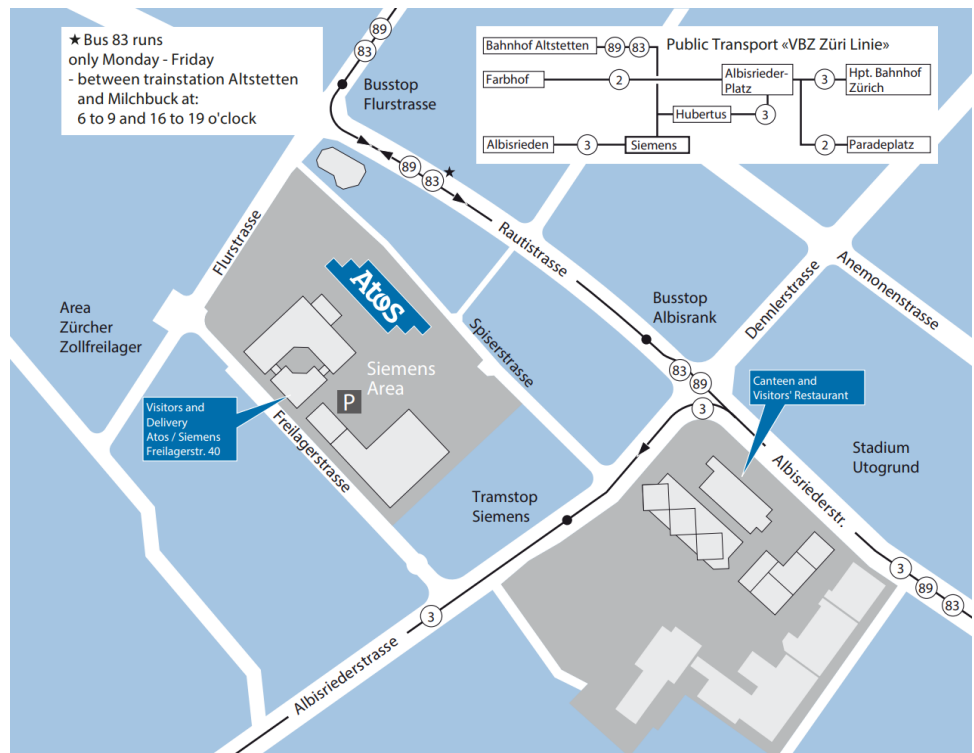 ★ Bus 83 runs
only Monday - Friday
- between trainstation Altstetten
and Milchbuck at:
6 to 9 and 16 to 19 o'clock
89
83
Busstop
Flurstrasse
Public Transport «VBZ Züri Linie»
Bahnhof Altstetten
89
83
Farbhof
2
Albisrieder-
Platz
3
Hpt. Bahnhof
Zürich
Hubertus
3
Albisrieden
3
Siemens
2
Paradeplatz
89
83
★
Flurstrasse
Rautistrasse
Anemonenstrasse
Dennlerstrasse
Atos
Area
Zürcher
Zollfreilager
Busstop
Albisrank
Spiserstrasse
Siemens
Area
P
83
89
3
Visitors and
Delivery
Atos / Siemens
Freilagerstr. 40
Freilagerstrasse
Canteen and
Visitors' Restaurant
Stadium
Utogrund
Albisriederstr.
Tramstop
Siemens
3
89
83
3
Albisriederstrasse